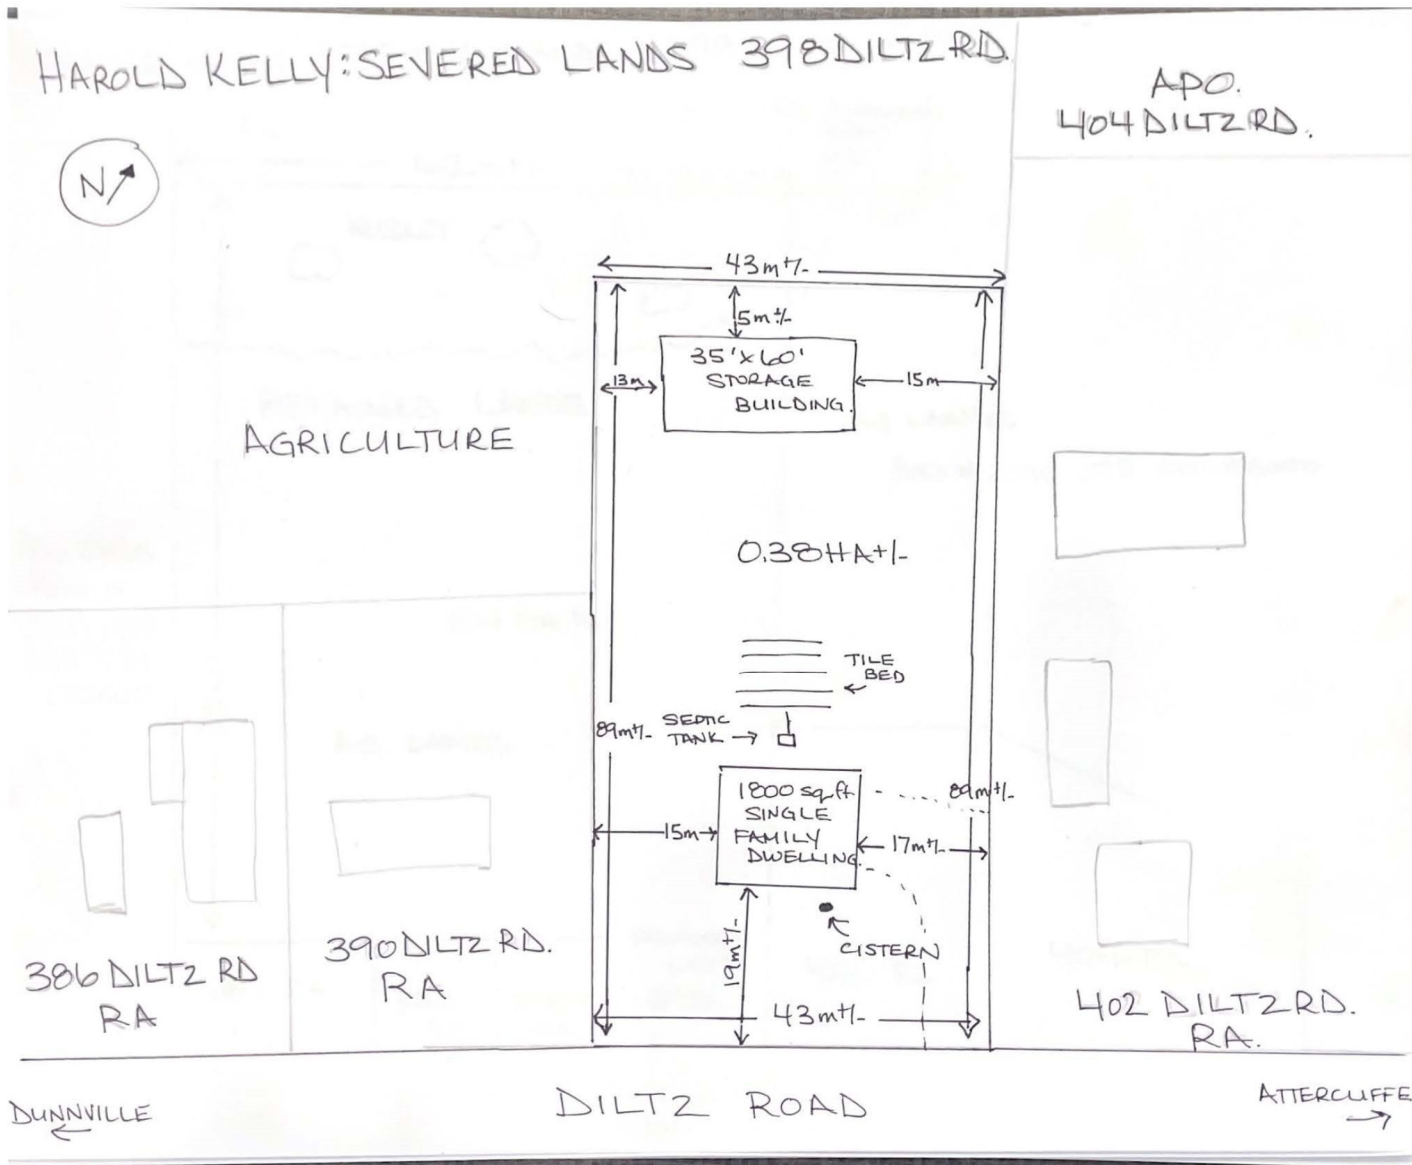 HAROLD KELLY: SEVERED LANDS 398 DILTZ RD.
APO.
404 DILTZ RD.
N
43m+/-
5m+/-
35'x60'
STORAGE
BUILDING.
13m
15m
AGRICULTURE
0.38HA+/-
TILE
BED
SEPTIC
TANK
89m+/-
89m+/-
1800 sq.ft.
SINGLE
FAMILY
DWELLING.
15m
17m+/-
19m+/-
CISTERN
43m+/-
386 DILTZ RD
RA
390 DILTZ RD.
RA
402 DILTZ RD.
RA.
DUNNVILLE
DILTZ ROAD
ATTERCLIFFE